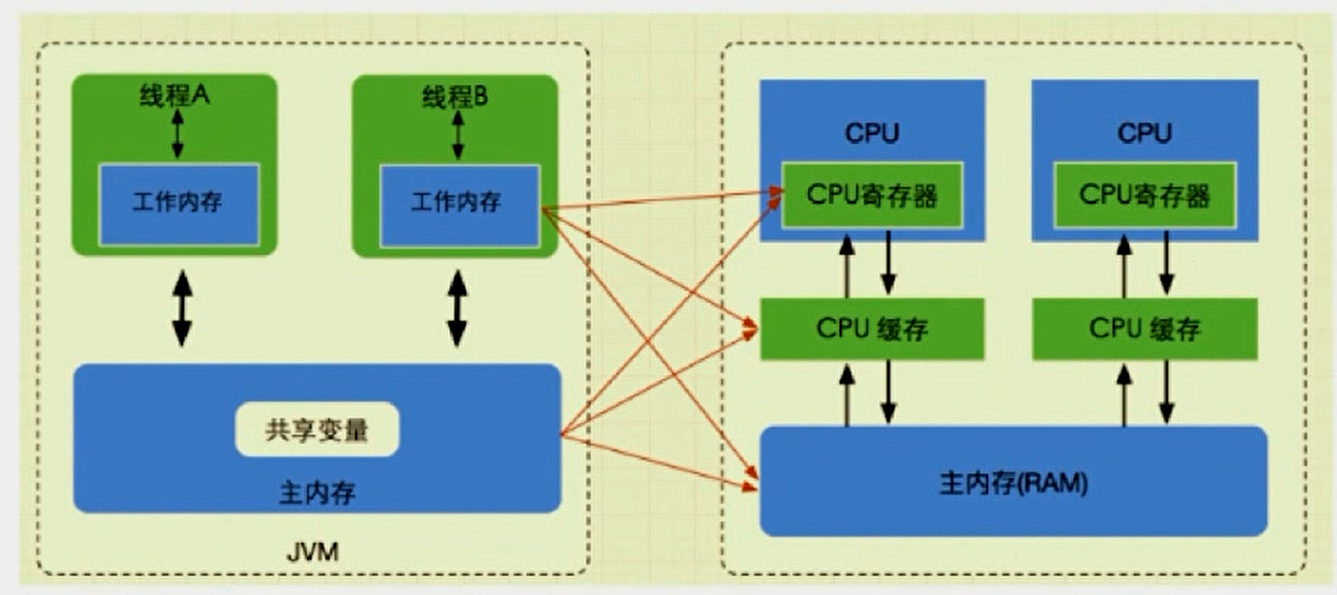 线程A
工作内存
线程B
工作内存
共享变量
主内存
JVM
CPU
CPU寄存器
CPU 缓存
CPU
CPU寄存器
CPU 缓存
主内存(RAM)